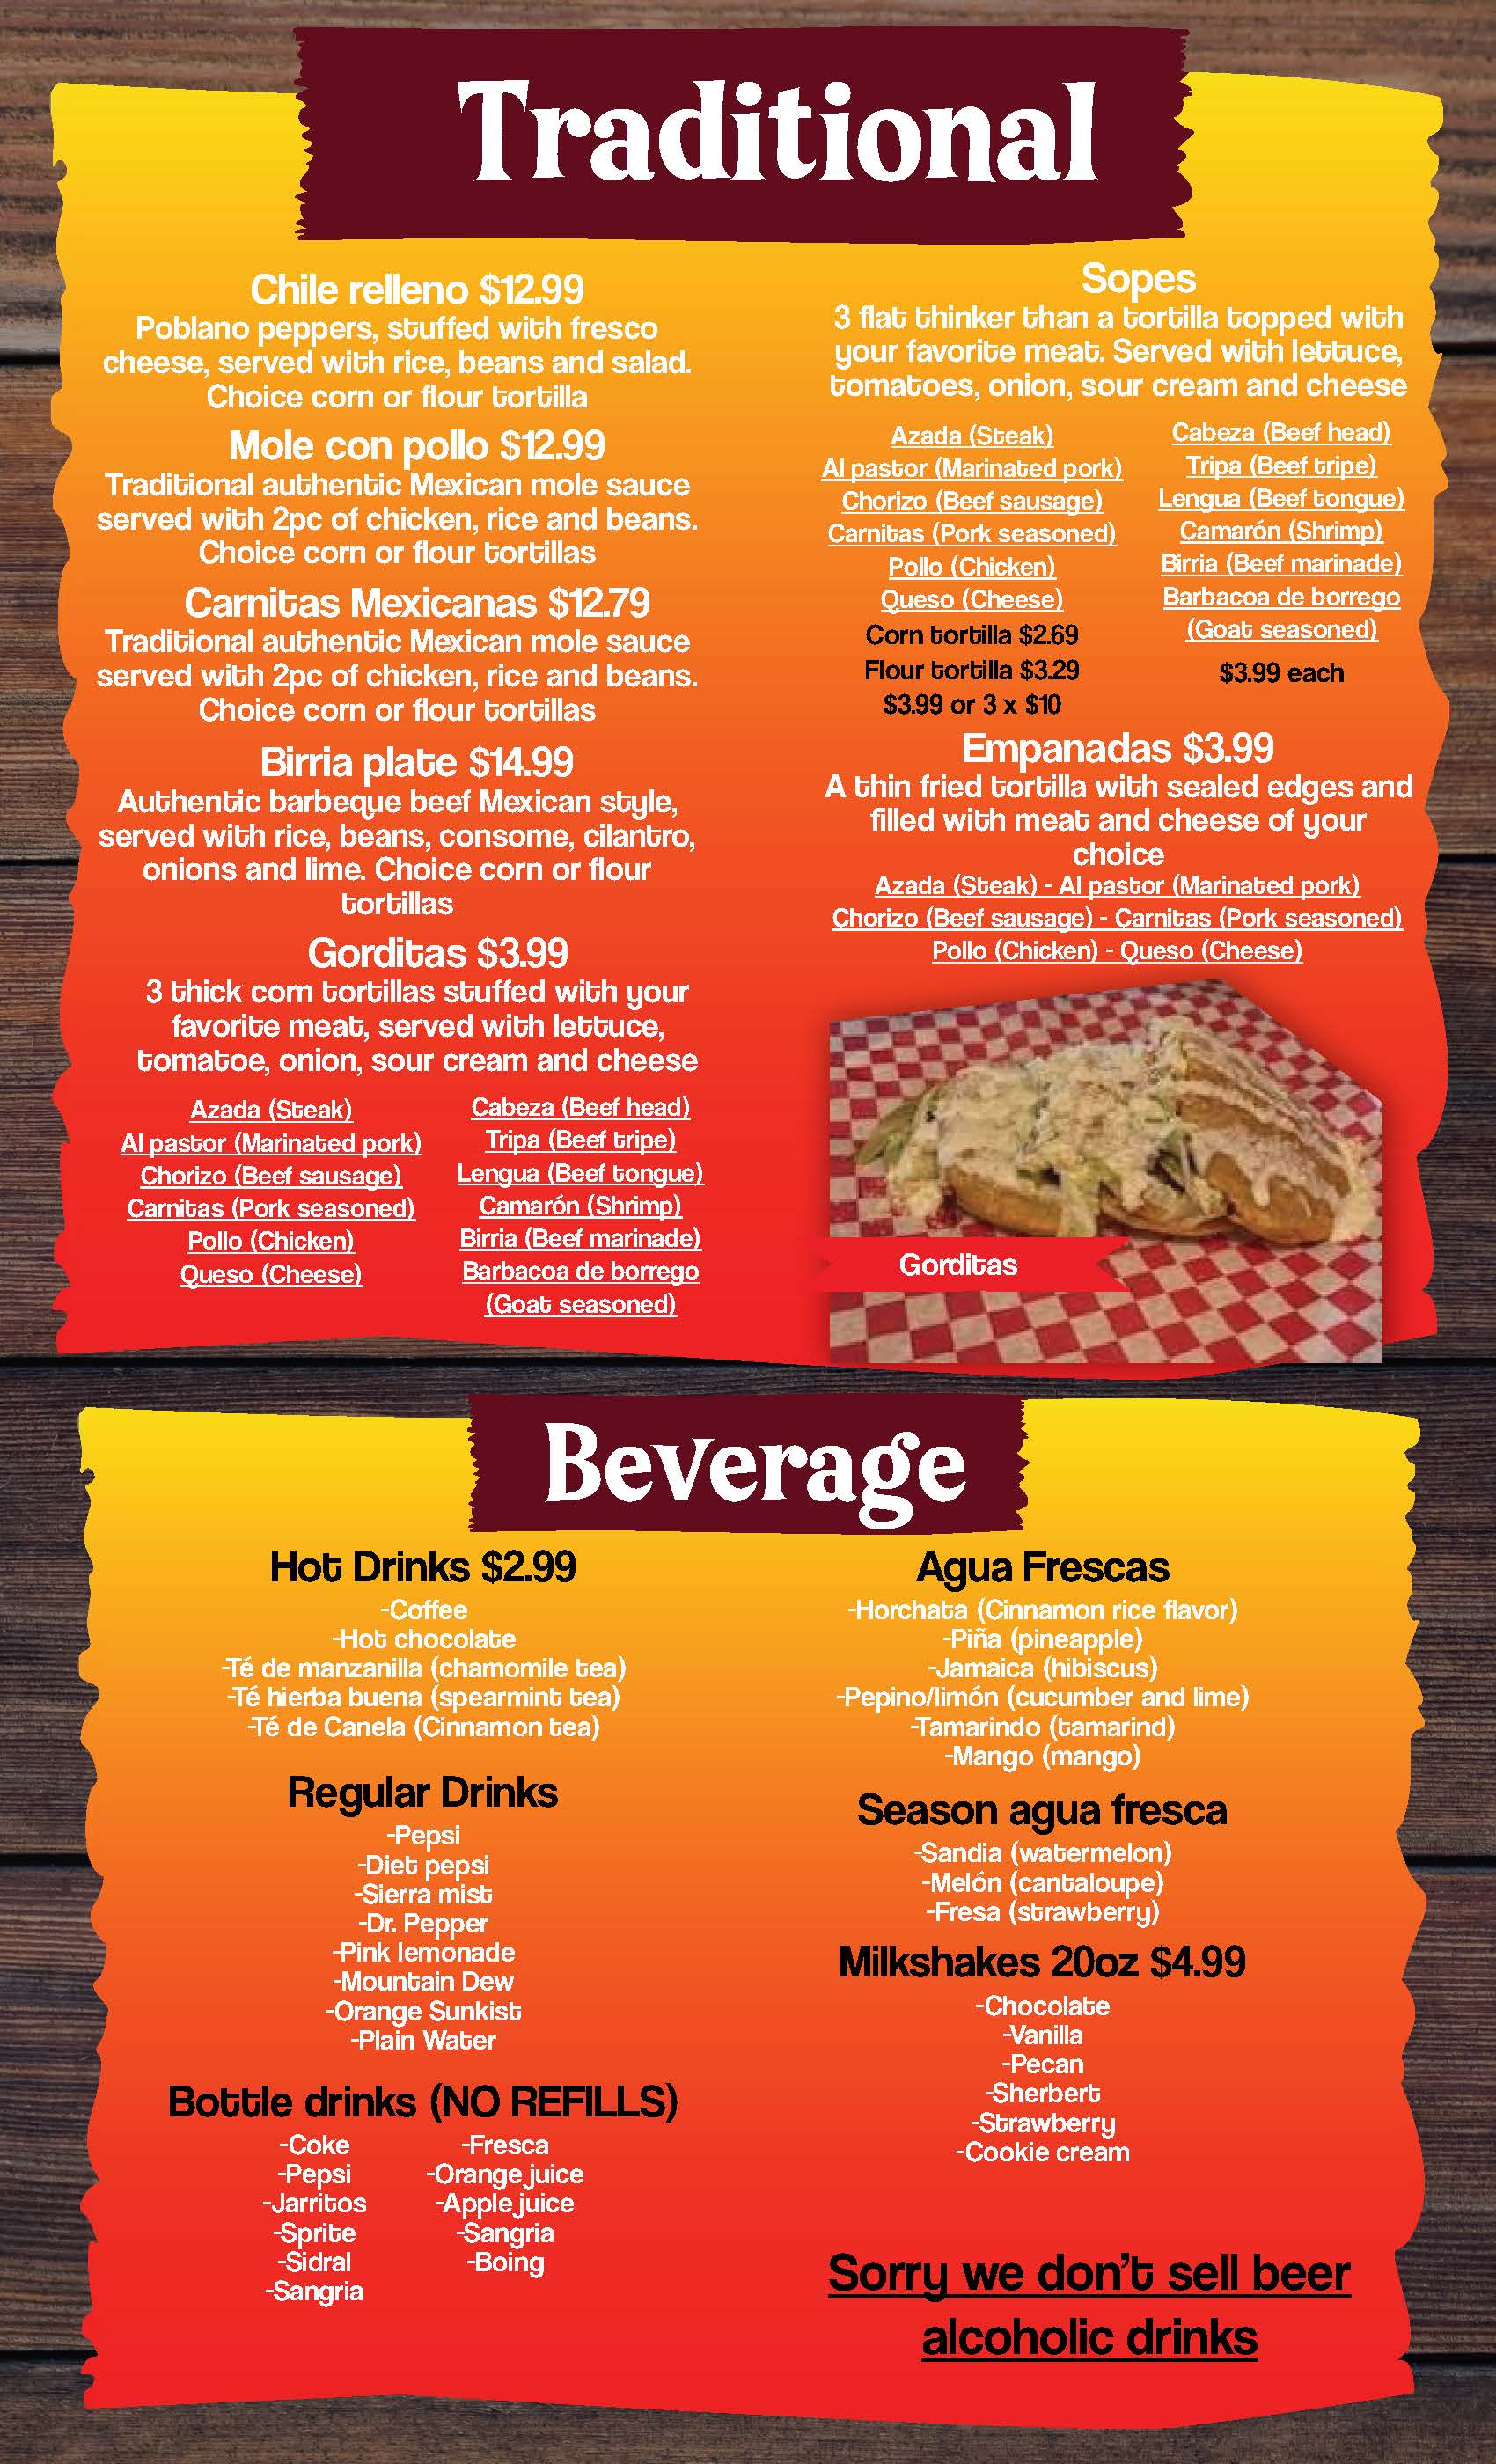 Traditional
Chile relleno $12.99
Poblano peppers, stuffed with fresco
cheese, served with rice, beans and salad.
Choice corn or flour tortilla
Mole con pollo $12.99
Traditional authentic Mexican mole sauce
served with 2pc of chicken, rice and beans.
Choice corn or flour tortillas
Carnitas Mexicanas $12.79
Traditional authentic Mexican mole sauce
served with 2pc of chicken, rice and beans.
Choice corn or flour tortillas
Birria plate $14.99
Authentic barbeque beef Mexican style,
served with rice, beans, consome, cilantro,
onions and lime. Choice corn or flour
tortillas
Gorditas $3.99
3 thick corn tortillas stuffed with your
favorite meat, served with lettuce,
tomatoe, onion, sour cream and cheese
Azada (Steak)
Al pastor (Marinated pork)
Chorizo (Beef sausage)
Carnitas (Pork seasoned)
Pollo (Chicken)
Queso (Cheese)
Cabeza (Beef head)
Tripa (Beef tripe)
Lengua (Beef tongue)
Camarón (Shrimp)
Birria (Beef marinade)
Barbacoa de borrego
(Goat seasoned)
Sopes
3 flat thinker than a tortilla topped with
your favorite meat. Served with lettuce,
tomatoes, onion, sour cream and cheese
Azada (Steak)
Al pastor (Marinated pork)
Chorizo (Beef sausage)
Carnitas (Pork seasoned)
Pollo (Chicken)
Queso (Cheese)
Corn tortilla $2.69
Flour tortilla $3.29
$3.99 or 3 x $10
Cabeza (Beef head)
Tripa (Beef tripe)
Lengua (Beef tongue)
Camarón (Shrimp)
Birria (Beef marinade)
Barbacoa de borrego
(Goat seasoned)
$3.99 each
Empanadas $3.99
A thin fried tortilla with sealed edges and
filled with meat and cheese of your
choice
Azada (Steak) - Al pastor (Marinated pork)
Chorizo (Beef sausage) - Carnitas (Pork seasoned)
Pollo (Chicken) - Queso (Cheese)
Gorditas
Beverage
Hot Drinks $2.99
-Coffee
-Hot chocolate
-Té de manzanilla (chamomile tea)
-Té hierba buena (spearmint tea)
-Té de Canela (Cinnamon tea)
Regular Drinks
-Pepsi
-Diet pepsi
-Sierra mist
-Dr. Pepper
-Pink lemonade
-Mountain Dew
-Orange Sunkist
-Plain Water
Bottle drinks (NO REFILLS)
-Coke
-Pepsi
-Jarritos
-Sprite
-Sidral
-Sangria
-Fresca
-Orange juice
-Apple juice
-Sangria
-Boing
Agua Frescas
-Horchata (Cinnamon rice flavor)
-Piña (pineapple)
-Jamaica (hibiscus)
-Pepino/limón (cucumber and lime)
-Tamarindo (tamarind)
-Mango (mango)
Season agua fresca
-Sandia (watermelon)
-Melón (cantaloupe)
-Fresa (strawberry)
Milkshakes 20oz $4.99
-Chocolate
-Vanilla
-Pecan
-Sherbert
-Strawberry
-Cookie cream
Sorry we don't sell beer
alcoholic drinks